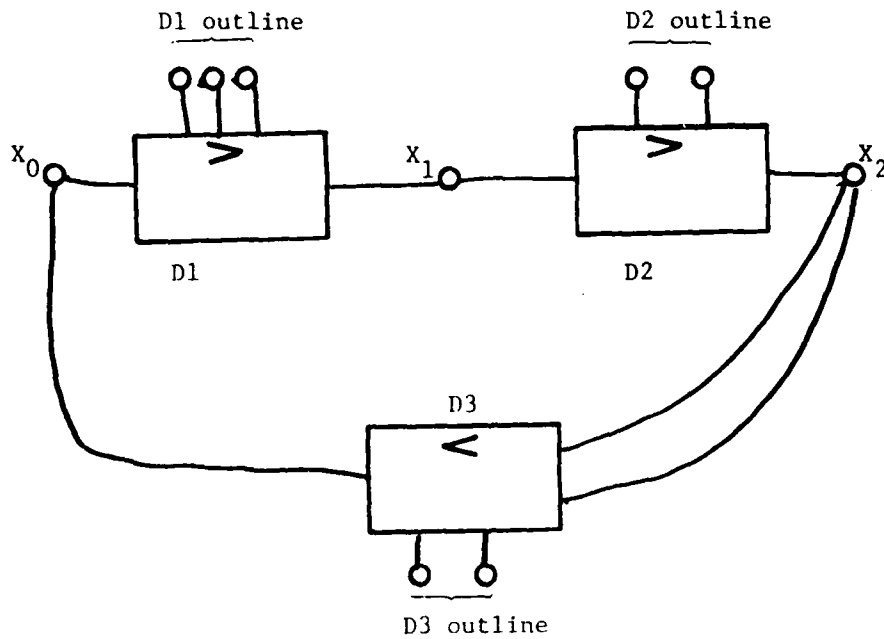 D1 outline
D2 outline
>
>
X0
X1
X2
D1
D2
D3
<
D3 outline